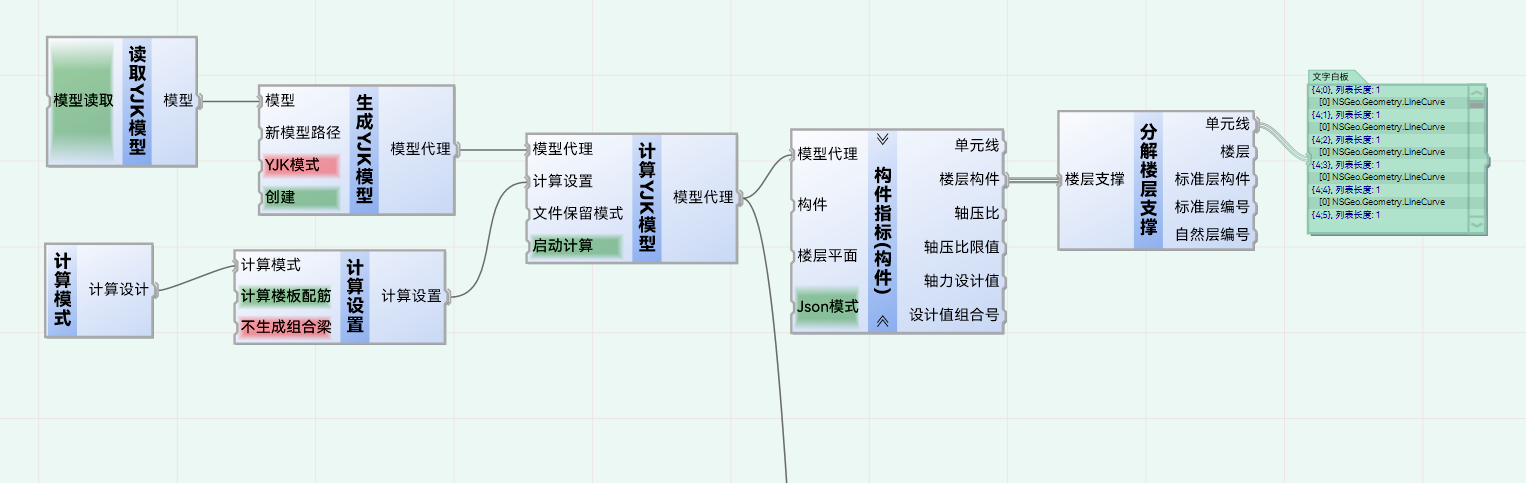 模型读取
读取YJK模型
模型
模型
新模型路径
YJK模式
创建
生成YJK模型
模型代理
计算模式
计算设计
计算模式
计算楼板配筋
不生成组合梁
计算设置
计算设置
模型代理
计算设置
文件保留模式
启动计算
计算YJK模型
模型代理
模型代理
构件
楼层平面
Json模式
构件指标(构件)
单元线
楼层构件
轴压比
轴压比限值
轴力设计值
设计值组合号
楼层支撑
分解楼层支撑
单元线
楼层
标准层构件
标准层编号
自然层编号
文字白板
{4;0}, 列表长度: 1
[0] NSGeo.Geometry.LineCurve
{4;1}, 列表长度: 1
[0] NSGeo.Geometry.LineCurve
{4;2}, 列表长度: 1
[0] NSGeo.Geometry.LineCurve
{4;3}, 列表长度: 1
[0] NSGeo.Geometry.LineCurve
{4;4}, 列表长度: 1
[0] NSGeo.Geometry.LineCurve
{4;5}, 列表长度: 1